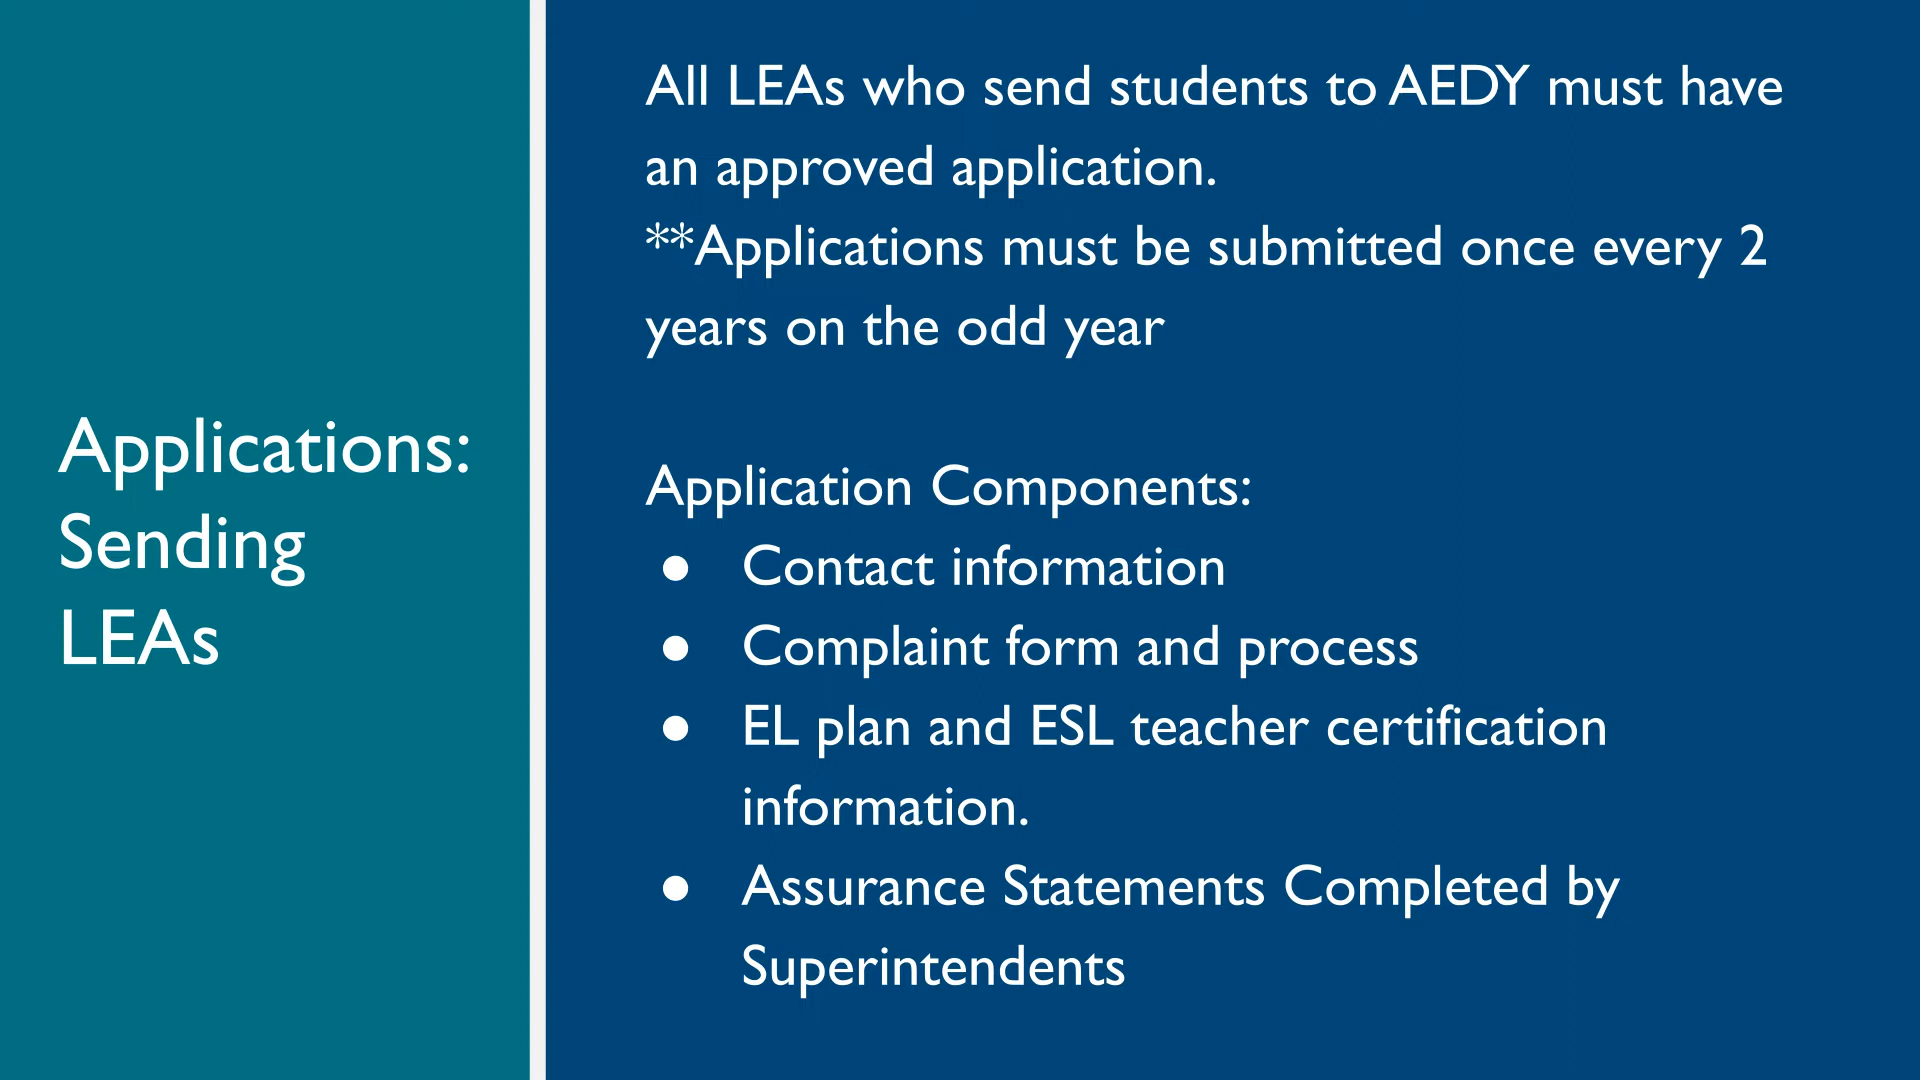 Applications:
Sending
LEAs
All LEAs who send students to AEDY must have
an approved application.
**Applications must be submitted once every 2
years on the odd year
Application Components:
● Contact information
● Complaint form and process
● EL plan and ESL teacher certification
information.
● Assurance Statements Completed by
Superintendents